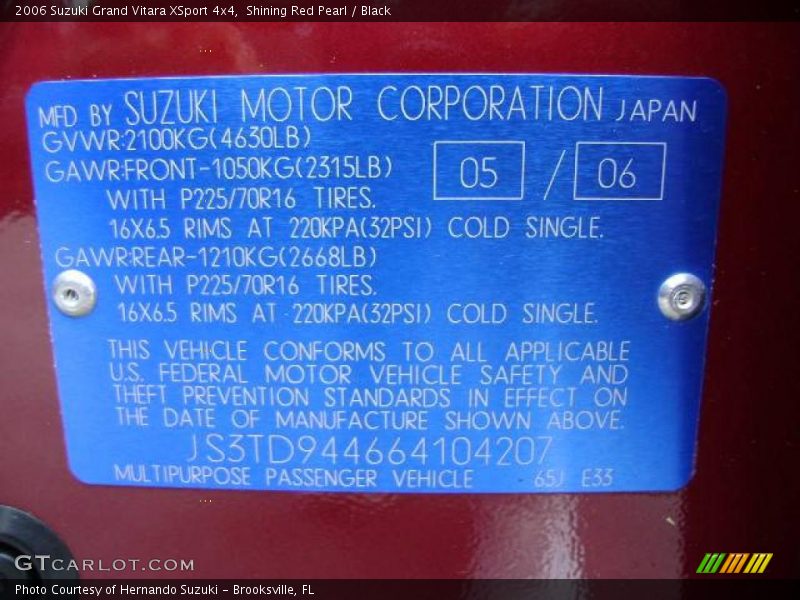 2006 Suzuki Grand Vitara XSport 4x4,  Shining Red Pearl / Black
MFD BY SUZUKI MOTOR CORPORATION JAPAN
GVWR:2100KG(4630LB)
GAWR:FRONT-1050KG(2315LB)
05 / 06
WITH P225/70R16 TIRES.
16X6.5 RIMS AT 220KPA(32PSI) COLD SINGLE.
GAWR:REAR-1210KG(2668LB)
WITH P225/70R16 TIRES.
16X6.5 RIMS AT 220KPA(32PSI) COLD SINGLE.
THIS VEHICLE CONFORMS TO ALL APPLICABLE
U.S. FEDERAL MOTOR VEHICLE SAFETY AND
THEFT PREVENTION STANDARDS IN EFFECT ON
THE DATE OF MANUFACTURE SHOWN ABOVE.
JS3TD944664104207
MULTIPURPOSE PASSENGER VEHICLE 65J E33
GTCARLOT.COM
Photo Courtesy of Hernando Suzuki - Brooksville, FL